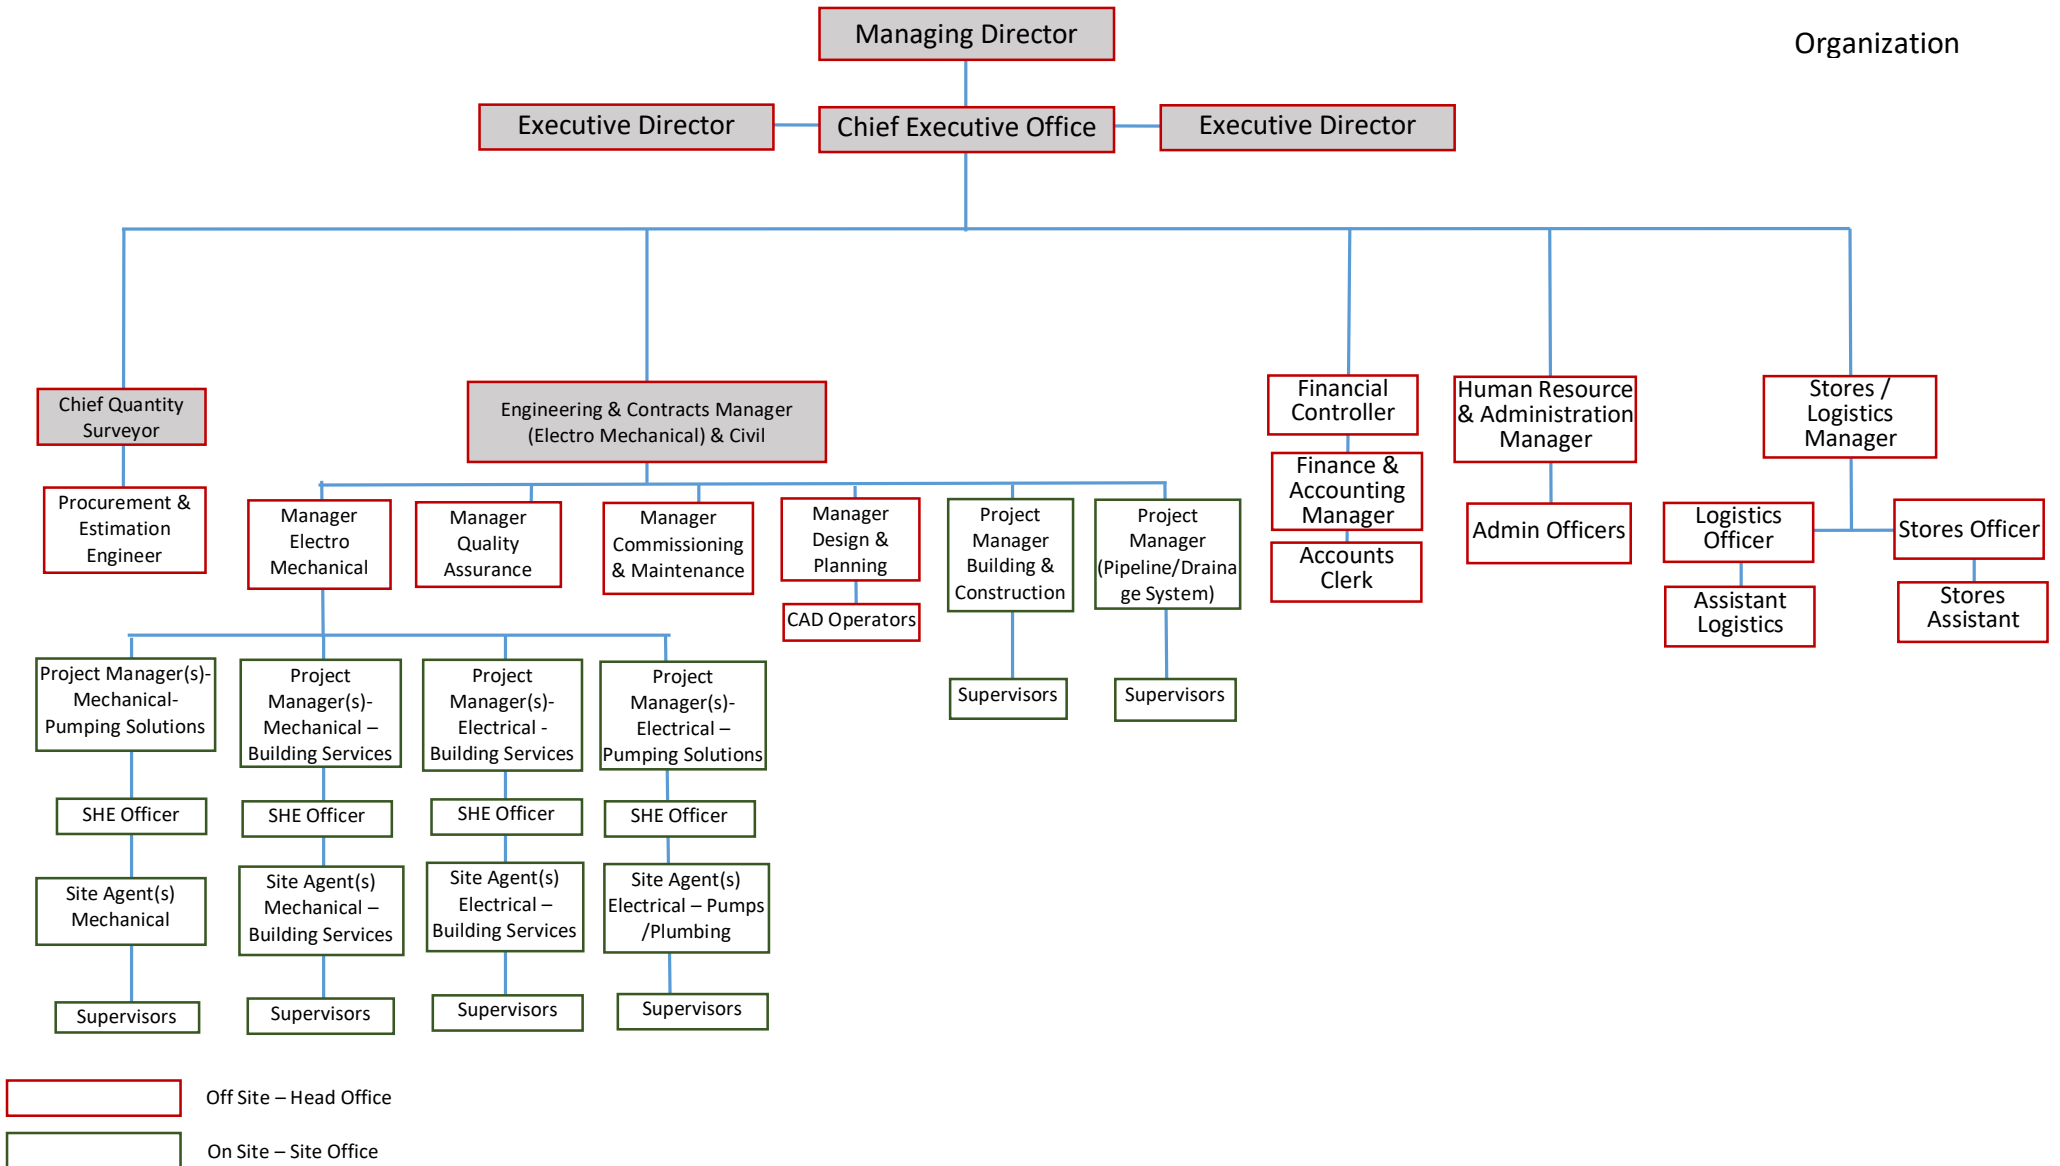 Managing Director
Organization
Executive Director
Chief Executive Office
Executive Director
Chief Quantity
Surveyor
Engineering & Contracts Manager
(Electro Mechanical) & Civil
Financial
Controller
Human Resource
& Administration
Manager
Stores /
Logistics
Manager
Procurement &
Estimation
Engineer
Manager
Electro
Mechanical
Manager
Quality
Assurance
Manager
Commissioning
& Maintenance
Manager
Design &
Planning
CAD Operators
Project
Manager
Building &
Construction
Project
Manager
(Pipeline/Draina
ge System)
Finance &
Accounting
Manager
Accounts
Clerk
Admin Officers
Logistics
Officer
Stores Officer
Assistant
Logistics
Stores
Assistant
Project Manager(s)-
Mechanical-
Pumping Solutions
Project
Manager(s)-
Mechanical –
Building Services
Project
Manager(s)-
Electrical -
Building Services
Project
Manager(s)-
Electrical –
Pumping Solutions
Supervisors
Supervisors
SHE Officer
SHE Officer
SHE Officer
SHE Officer
Site Agent(s)
Mechanical
Site Agent(s)
Mechanical –
Building Services
Site Agent(s)
Electrical –
Building Services
Site Agent(s)
Electrical – Pumps
/Plumbing
Supervisors
Supervisors
Supervisors
Supervisors
Off Site – Head Office
On Site – Site Office